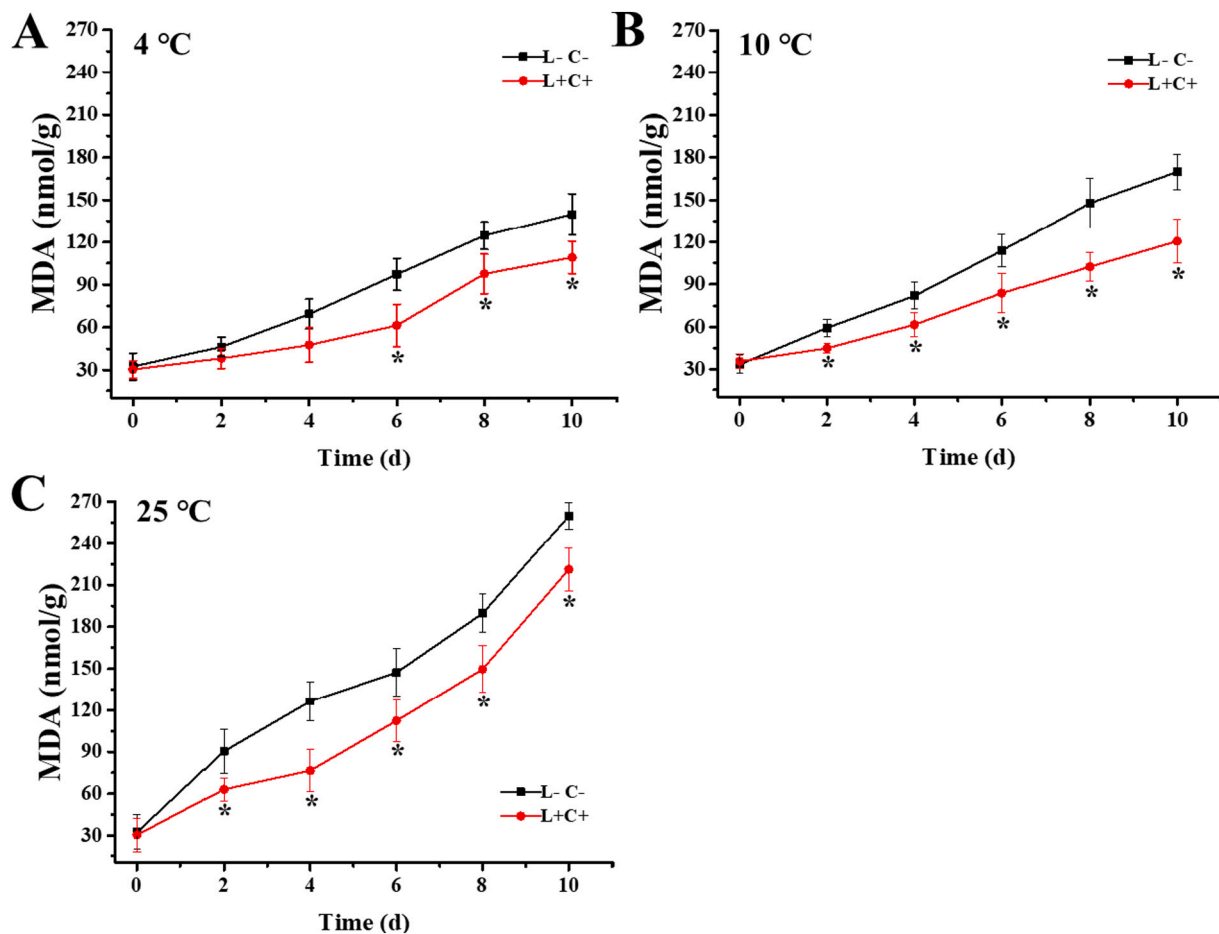 A
4 °C
L- C-
L+C+
MDA (nmol/g)
270
240
210
180
150
120
90
60
30
*
*
*
0 2 4 6 8 10
Time (d)
B
10 °C
L- C-
L+C+
MDA (nmol/g)
270
240
210
180
150
120
90
60
30
*
*
*
*
*
0 2 4 6 8 10
Time (d)
C
25 °C
MDA (nmol/g)
270
240
210
180
150
120
90
60
30
*
*
*
*
*
L- C-
L+C+
0 2 4 6 8 10
Time (d)